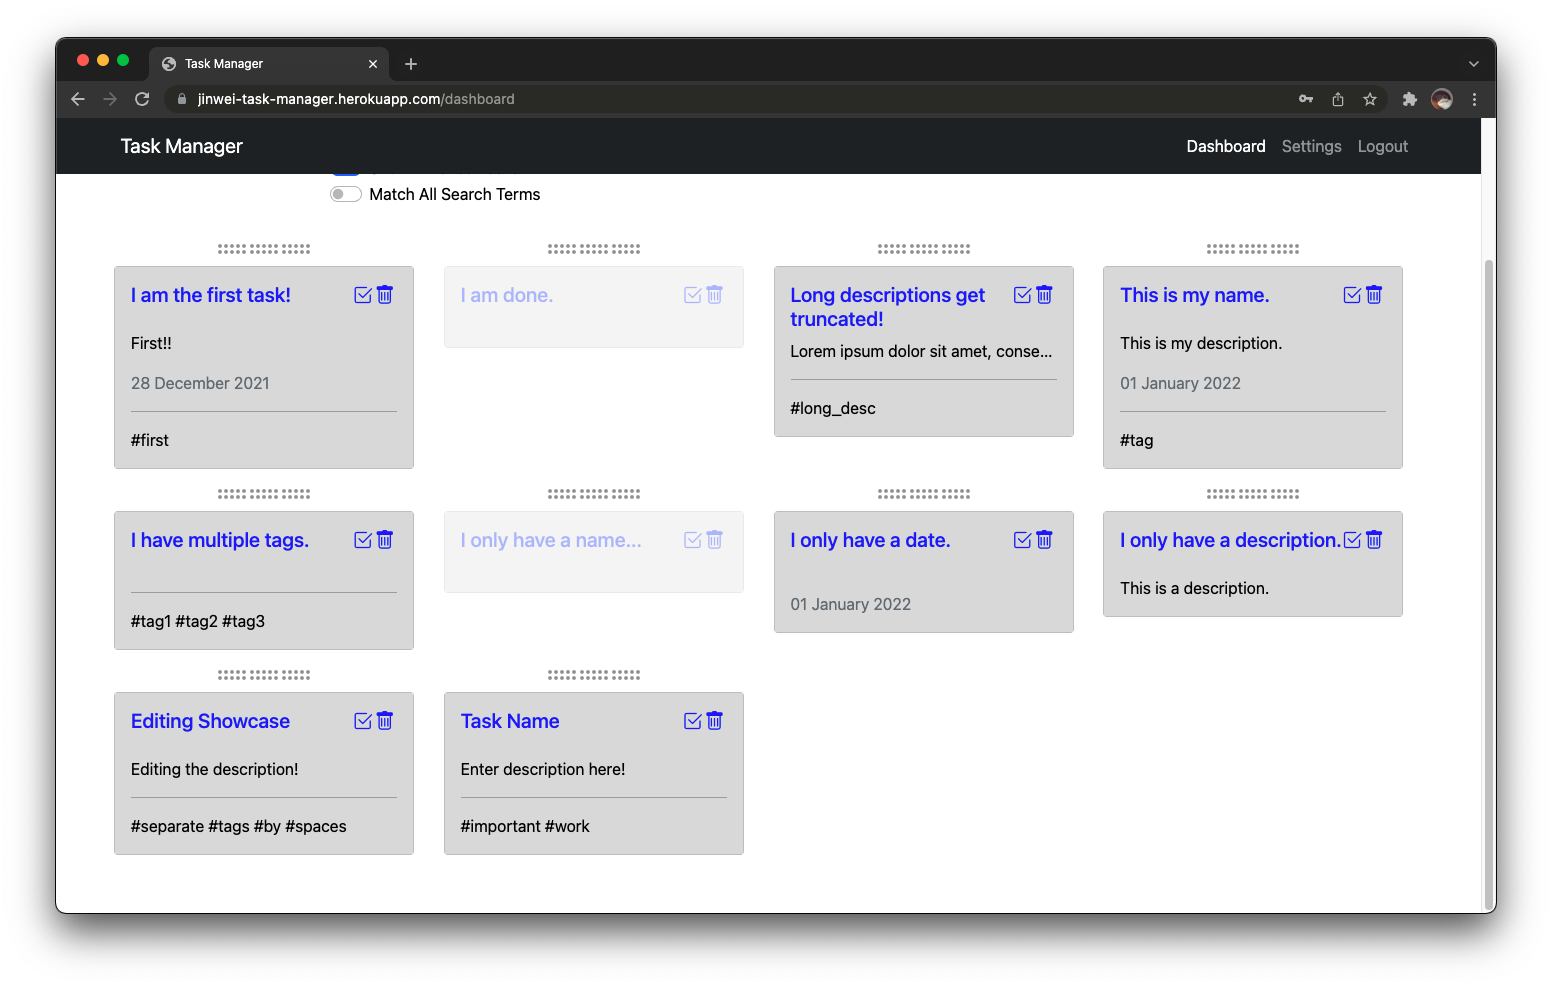 Task Manager
jinwei-task-manager.herokuapp.com/dashboard
Task Manager
Dashboard Settings Logout
Match All Search Terms
I am the first task!
First!!
28 December 2021
#first
I am done.
Long descriptions get
truncated!
Lorem ipsum dolor sit amet, conse...
#long_desc
This is my name.
This is my description.
01 January 2022
#tag
I have multiple tags.
#tag1 #tag2 #tag3
I only have a name...
I only have a date.
01 January 2022
I only have a description.
This is a description.
Editing Showcase
Editing the description!
#separate #tags #by #spaces
Task Name
Enter description here!
#important #work